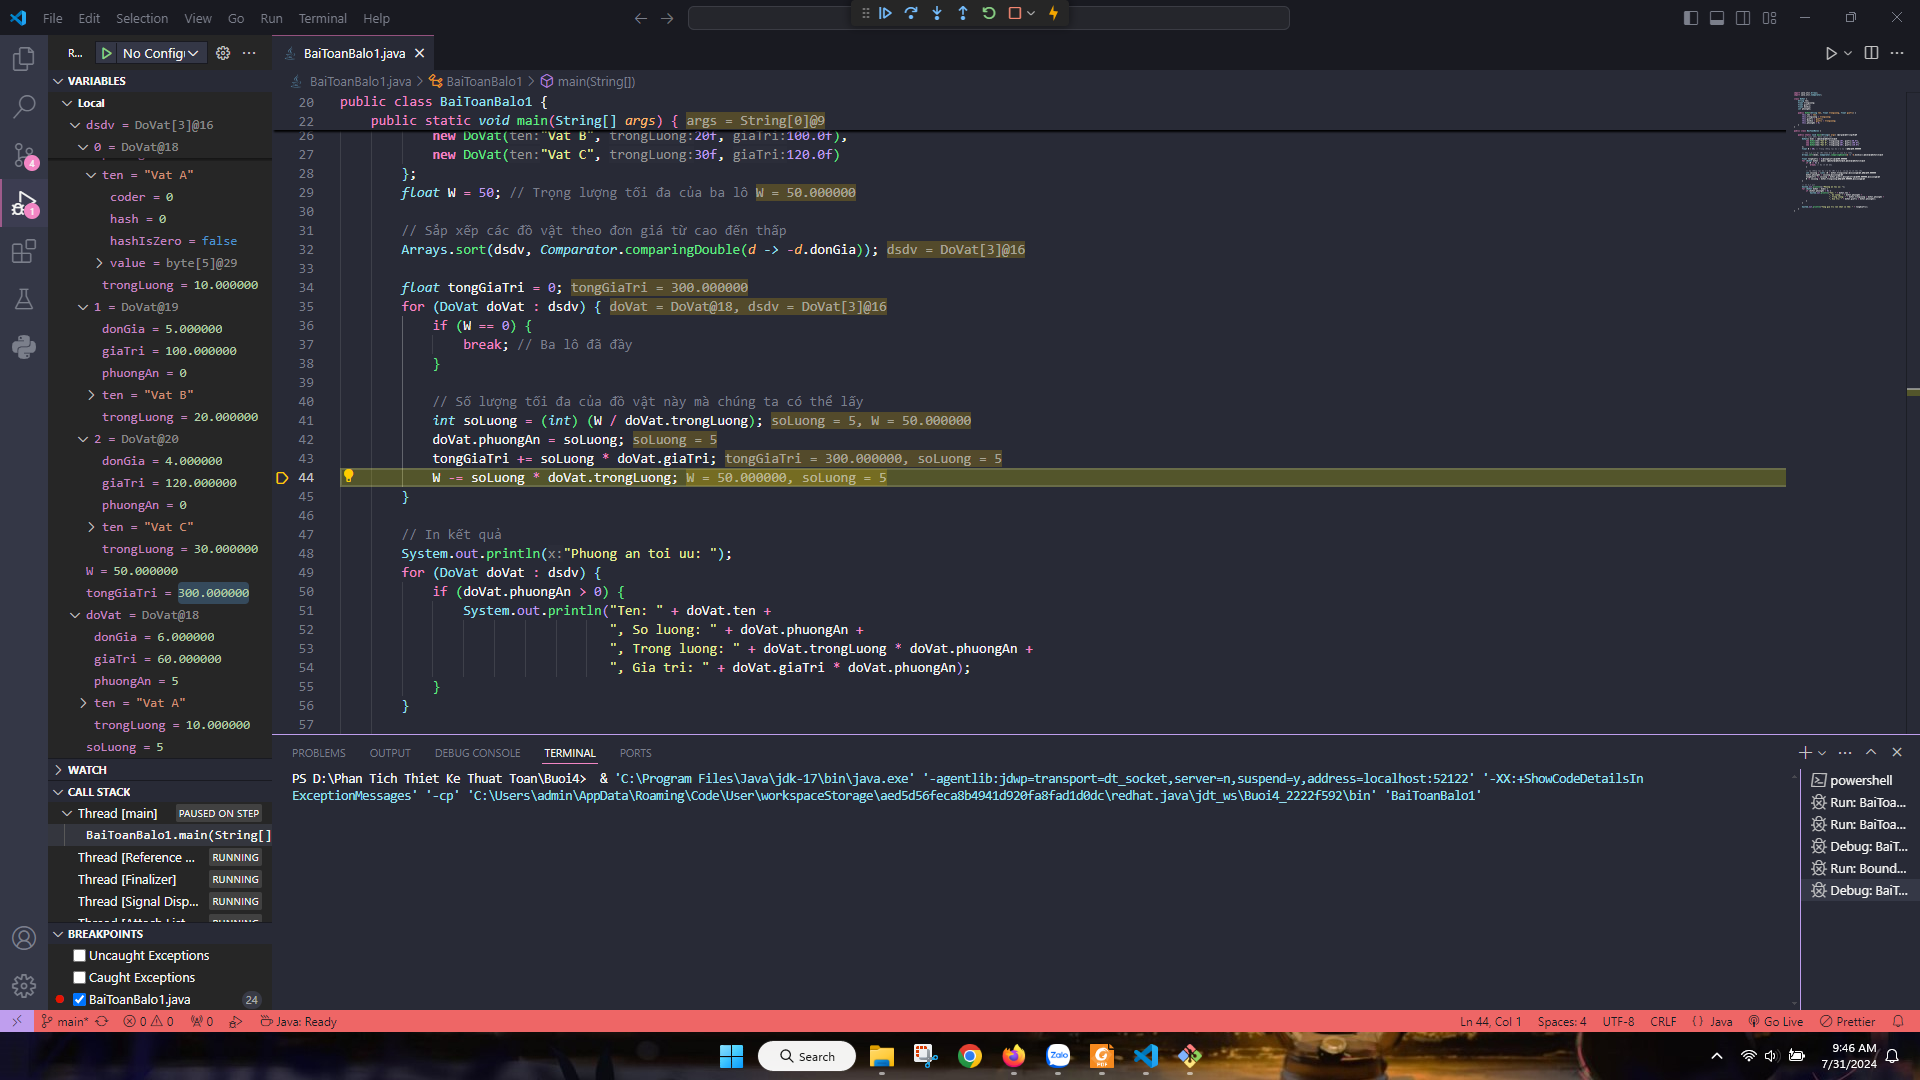 File Edit Selection View Go Run Terminal Help
R... No Config
BaiToanBalo1.java
VARIABLES
Local
dsdv = DoVat[3]@16
0 = DoVat@18
ten = "Vat A"
coder = 0
hash = 0
hashIsZero = false
value = byte[5]@29
trongLuong = 10.000000
1 = DoVat@19
donGia = 5.000000
giaTri = 100.000000
phuongAn = 0
ten = "Vat B"
trongLuong = 20.000000
2 = DoVat@20
donGia = 4.000000
giaTri = 120.000000
phuongAn = 0
ten = "Vat C"
trongLuong = 30.000000
W = 50.000000
tongGiaTri = 300.000000
doVat = DoVat@18
donGia = 6.000000
giaTri = 60.000000
phuongAn = 5
ten = "Vat A"
trongLuong = 10.000000
soLuong = 5
WATCH
CALL STACK
Thread [main] PAUSED ON STEP
BaiToanBalo1.main(String[]
Thread [Reference ... RUNNING
Thread [Finalizer] RUNNING
Thread [Signal Disp... RUNNING
BREAKPOINTS
Uncaught Exceptions
Caught Exceptions
BaiToanBalo1.java 24
4
1
BaiToanBalo1.java > BaiToanBalo1 > main(String[])
20 public class BaiToanBalo1 {
22 public static void main(String[] args) { args = String[0]@9
26 new DoVat(ten:"Vat B", trongLuong:20f, giaTri:100.0f),
27 new DoVat(ten:"Vat C", trongLuong:30f, giaTri:120.0f)
28 };
29 float W = 50; // Trọng lượng tối đa của ba lô W = 50.000000
30
31 // Sắp xếp các đồ vật theo đơn giá từ cao đến thấp
32 Arrays.sort(dsdv, Comparator.comparingDouble(d -> -d.donGia)); dsdv = DoVat[3]@16
33
34 float tongGiaTri = 0; tongGiaTri = 300.000000
35 for (DoVat doVat : dsdv) { doVat = DoVat@18, dsdv = DoVat[3]@16
36 if (W == 0) {
37 break; // Ba lô đã đầy
38 }
39
40 // Số lượng tối đa của đồ vật này mà chúng ta có thể lấy
41 int soLuong = (int) (W / doVat.trongLuong); soLuong = 5, W = 50.000000
42 doVat.phuongAn = soLuong; soLuong = 5
43 tongGiaTri += soLuong * doVat.giaTri; tongGiaTri = 300.000000, soLuong = 5
44 W -= soLuong * doVat.trongLuong; W = 50.000000, soLuong = 5
45 }
46
47 // In kết quả
48 System.out.println(x:"Phuong an toi uu: ");
49 for (DoVat doVat : dsdv) {
50 if (doVat.phuongAn > 0) {
51 System.out.println("Ten: " + doVat.ten +
52 ", So luong: " + doVat.phuongAn +
53 ", Trong luong: " + doVat.trongLuong * doVat.phuongAn +
54 ", Gia tri: " + doVat.giaTri * doVat.phuongAn);
55 }
56 }
57
PROBLEMS OUTPUT DEBUG CONSOLE TERMINAL PORTS
PS D:\Phan Tich Thiet Ke Thuat Toan\Buoi4> & 'C:\Program Files\Java\jdk-17\bin\java.exe' '-agentlib:jdwp=transport=dt_socket,server=n,suspend=y,address=localhost:52122' '-XX:+ShowCodeDetailsIn
ExceptionMessages' '-cp' 'C:\Users\admin\AppData\Roaming\Code\User\workspaceStorage\aed5d56feca8b4941d920fa8fad1d0dc\redhat.java\jdt_ws\Buoi4_2222f592\bin' 'BaiToanBalo1'
powershell
Run: BaiToa...
Run: BaiToa...
Debug: BaiT...
Run: Bound...
Debug: BaiT...
main* 0 0 0 Java: Ready
Ln 44, Col 1 Spaces: 4 UTF-8 CRLF { } Java Go Live Prettier
Search
Zalo
9:46 AM
7/31/2024